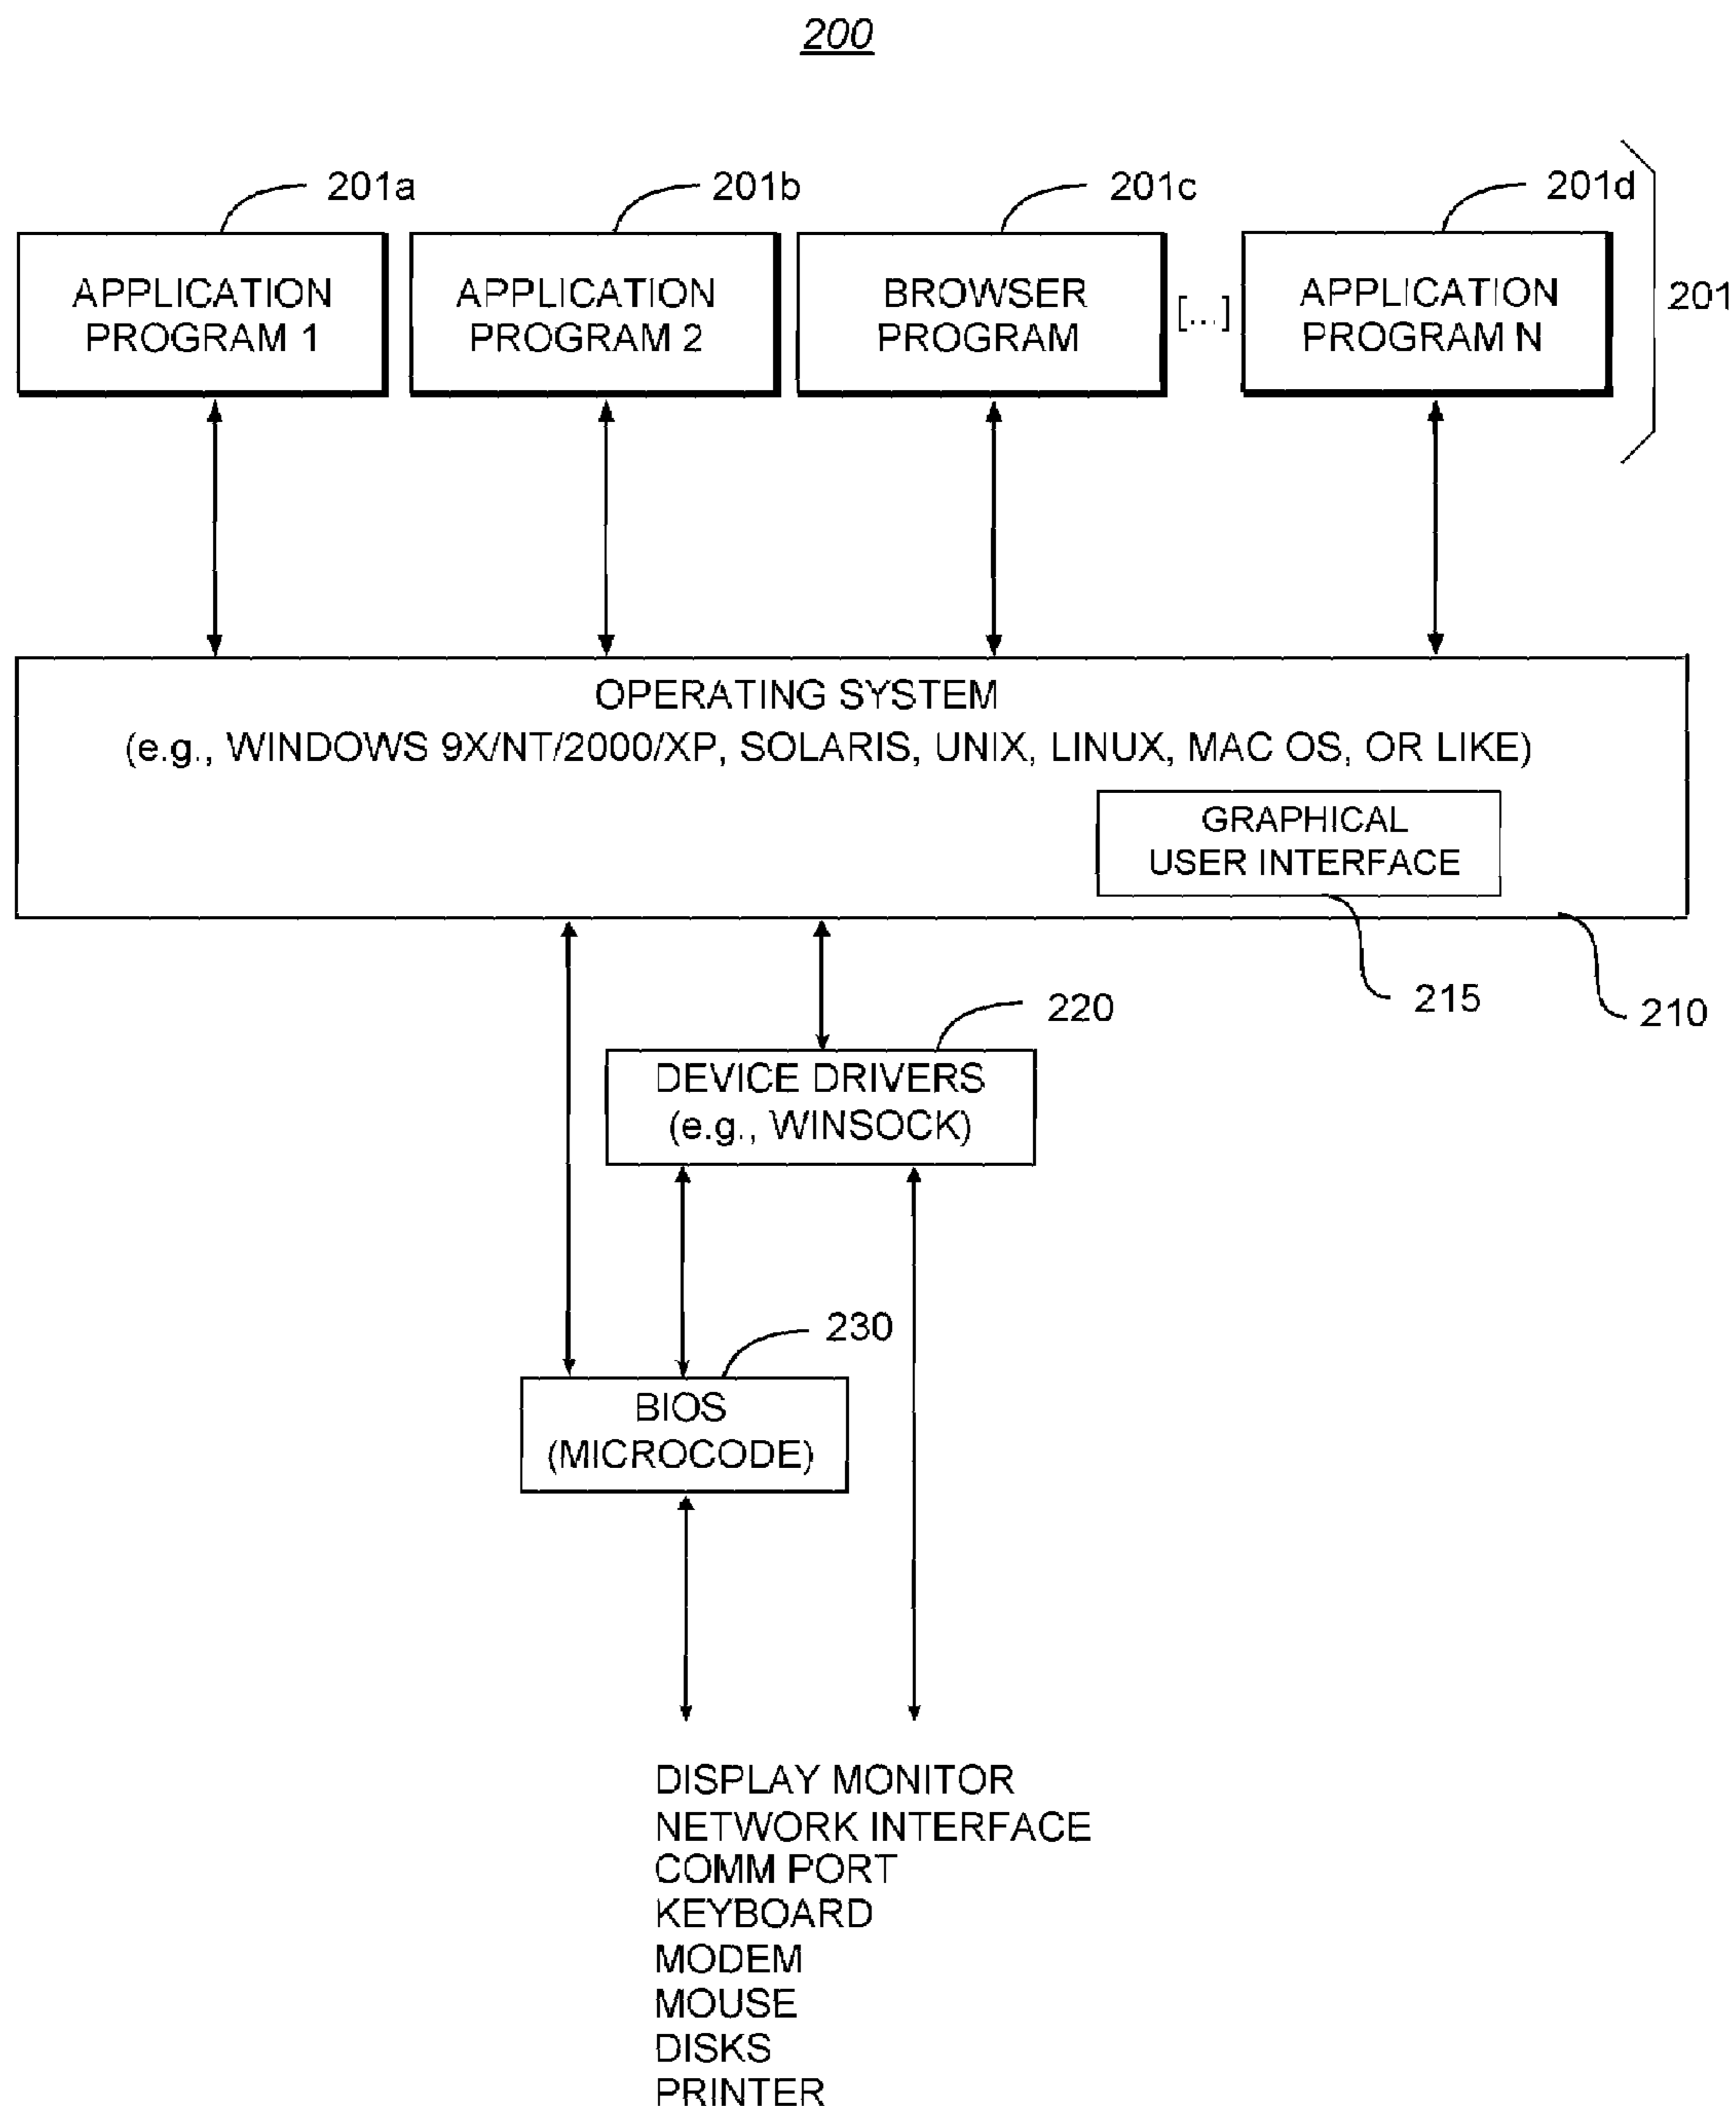 200
201a
201b
201c
201d
APPLICATION
PROGRAM 1
APPLICATION
PROGRAM 2
BROWSER
PROGRAM
[...]
APPLICATION
PROGRAM N
201
OPERATING SYSTEM
(e.g., WINDOWS 9X/NT/2000/XP, SOLARIS, UNIX, LINUX, MAC OS, OR LIKE)
GRAPHICAL
USER INTERFACE
215
210
220
DEVICE DRIVERS
(e.g., WINSOCK)
230
BIOS
(MICROCODE)
DISPLAY MONITOR
NETWORK INTERFACE
COMM PORT
KEYBOARD
MODEM
MOUSE
DISKS
PRINTER